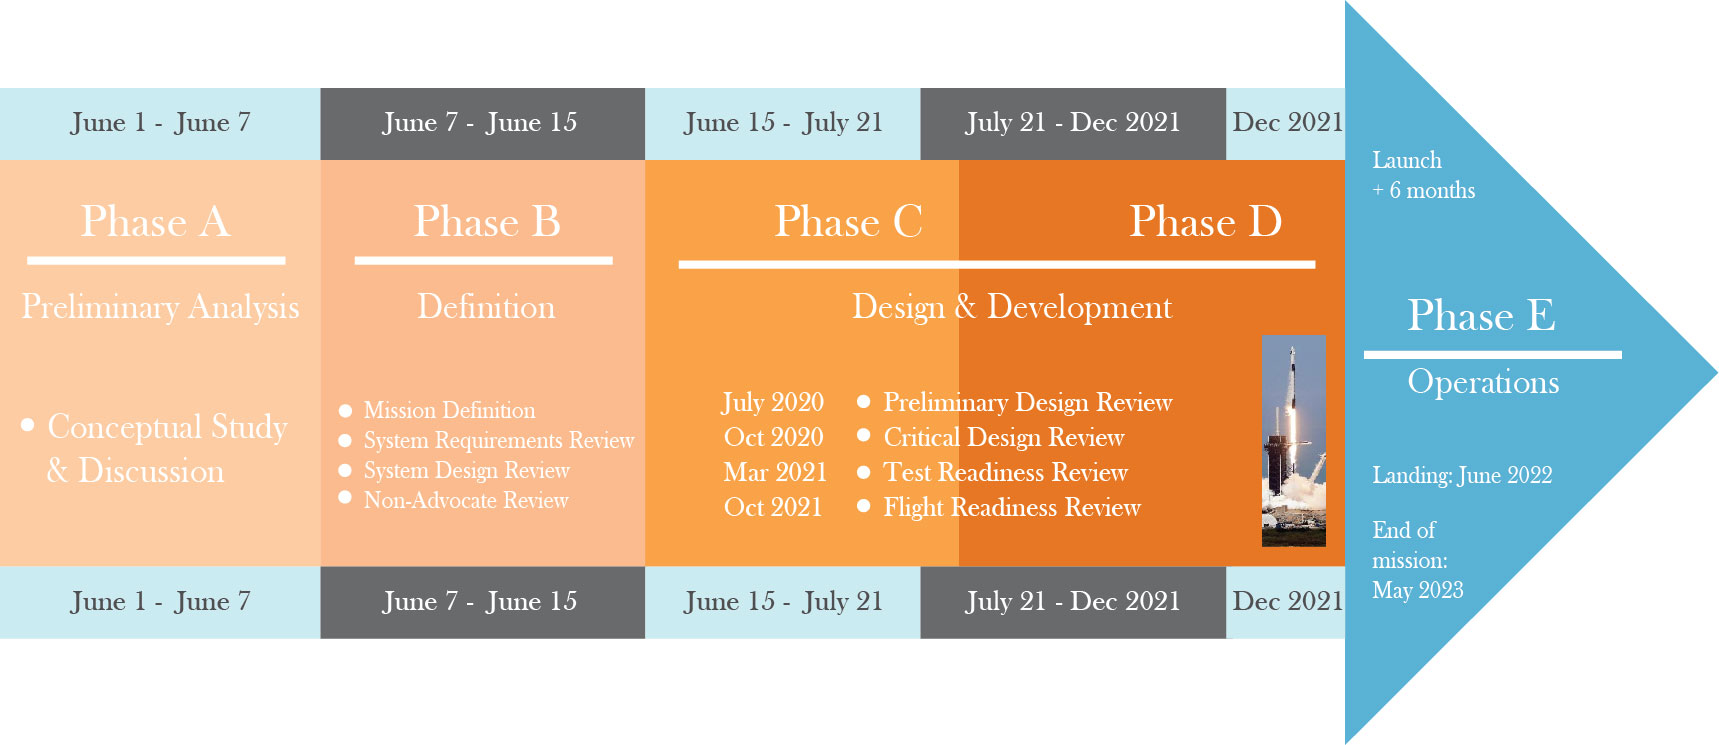 June 1 - June 7
June 7 - June 15
June 15 - July 21
July 21 - Dec 2021
Dec 2021
Phase A
Preliminary Analysis
Conceptual Study
& Discussion
Phase B
Definition
Mission Definition
System Requirements Review
System Design Review
Non-Advocate Review
Phase C
Phase D
Design & Development
July 2020 Preliminary Design Review
Oct 2020 Critical Design Review
Mar 2021 Test Readiness Review
Oct 2021 Flight Readiness Review
Launch
+ 6 months
Phase E
Operations
Landing: June 2022
End of
mission:
May 2023
June 1 - June 7
June 7 - June 15
June 15 - July 21
July 21 - Dec 2021
Dec 2021